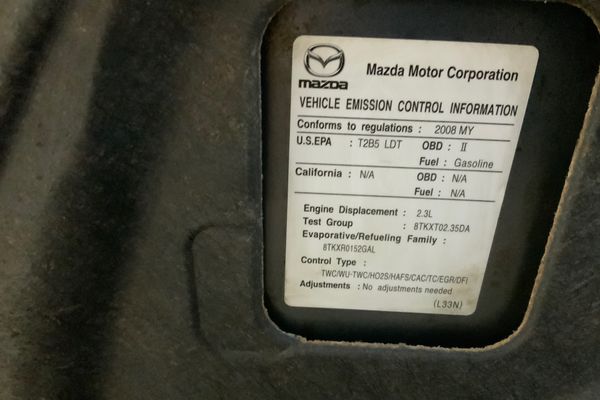 mazda
Mazda Motor Corporation
VEHICLE EMISSION CONTROL INFORMATION
Conforms to regulations : 2008 MY
U.S.EPA : T2B5 LDT OBD : II
Fuel : Gasoline
California : N/A OBD : N/A
Fuel : N/A
Engine Displacement : 2.3L
Test Group : 8TKXT02.35DA
Evaporative/Refueling Family :
8TKXR0152GAL
Control Type :
TWC/WU-TWC/HO2S/HAFS/CAC/TC/EGR/DFI
Adjustments : No adjustments needed.
(L33N)